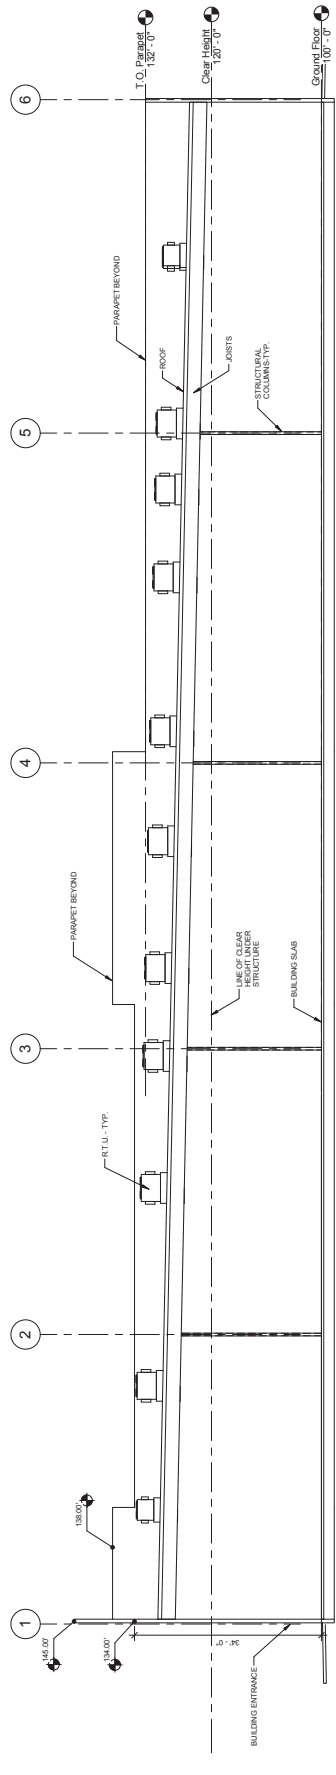 1
2
3
4
5
6
145.00'
138.00'
134.00'
34' - 0"
BUILDING ENTRANCE
R.T.U. - TYP.
PARAPET BEYOND
LINE OF CLEAR
HEIGHT UNDER
STRUCTURE
BUILDING SLAB
PARAPET BEYOND
ROOF
JOISTS
STRUCTURAL
COLUMNS-TYP.
T.O. Parapet
132' - 0"
Clear Height
120' - 0"
Ground Floor
100' - 0"